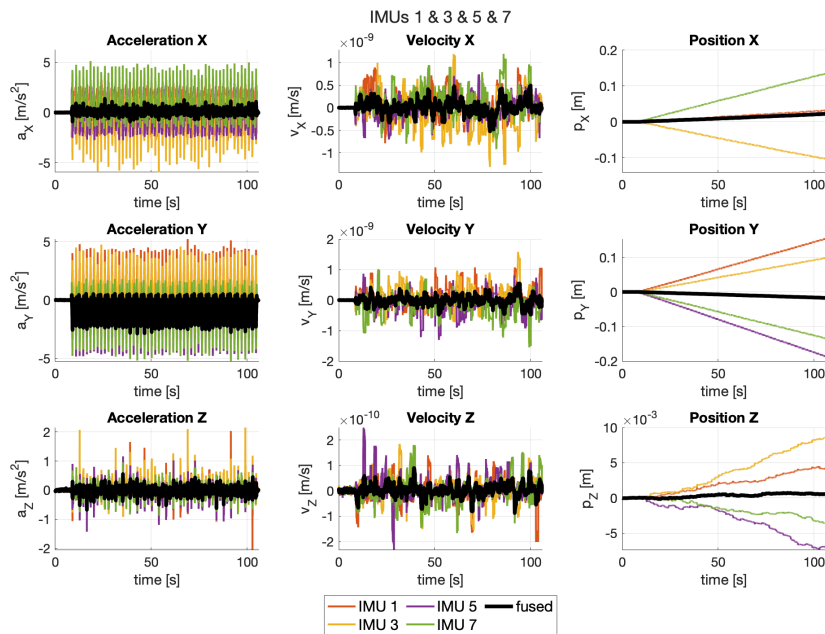 IMUs 1 & 3 & 5 & 7
Acceleration X
a_X [m/s²]
5
0
-5
0
50
100
time [s]
×10⁻⁹
Velocity X
v_X [m/s]
1
0.5
0
-0.5
-1
0
50
100
time [s]
Position X
p_X [m]
0.2
0.1
0
-0.1
0
50
100
time [s]
Acceleration Y
a_Y [m/s²]
5
0
-5
0
50
100
time [s]
×10⁻⁹
Velocity Y
v_Y [m/s]
2
1
0
-1
-2
0
50
100
time [s]
Position Y
p_Y [m]
0.1
0
-0.1
-0.2
0
50
100
time [s]
Acceleration Z
a_Z [m/s²]
2
1
0
-1
-2
0
50
100
time [s]
×10⁻¹⁰
Velocity Z
v_Z [m/s]
2
1
0
-1
-2
0
50
100
time [s]
×10⁻³
Position Z
p_Z [m]
10
5
0
-5
0
50
100
time [s]
IMU 1
IMU 5
fused
IMU 3
IMU 7